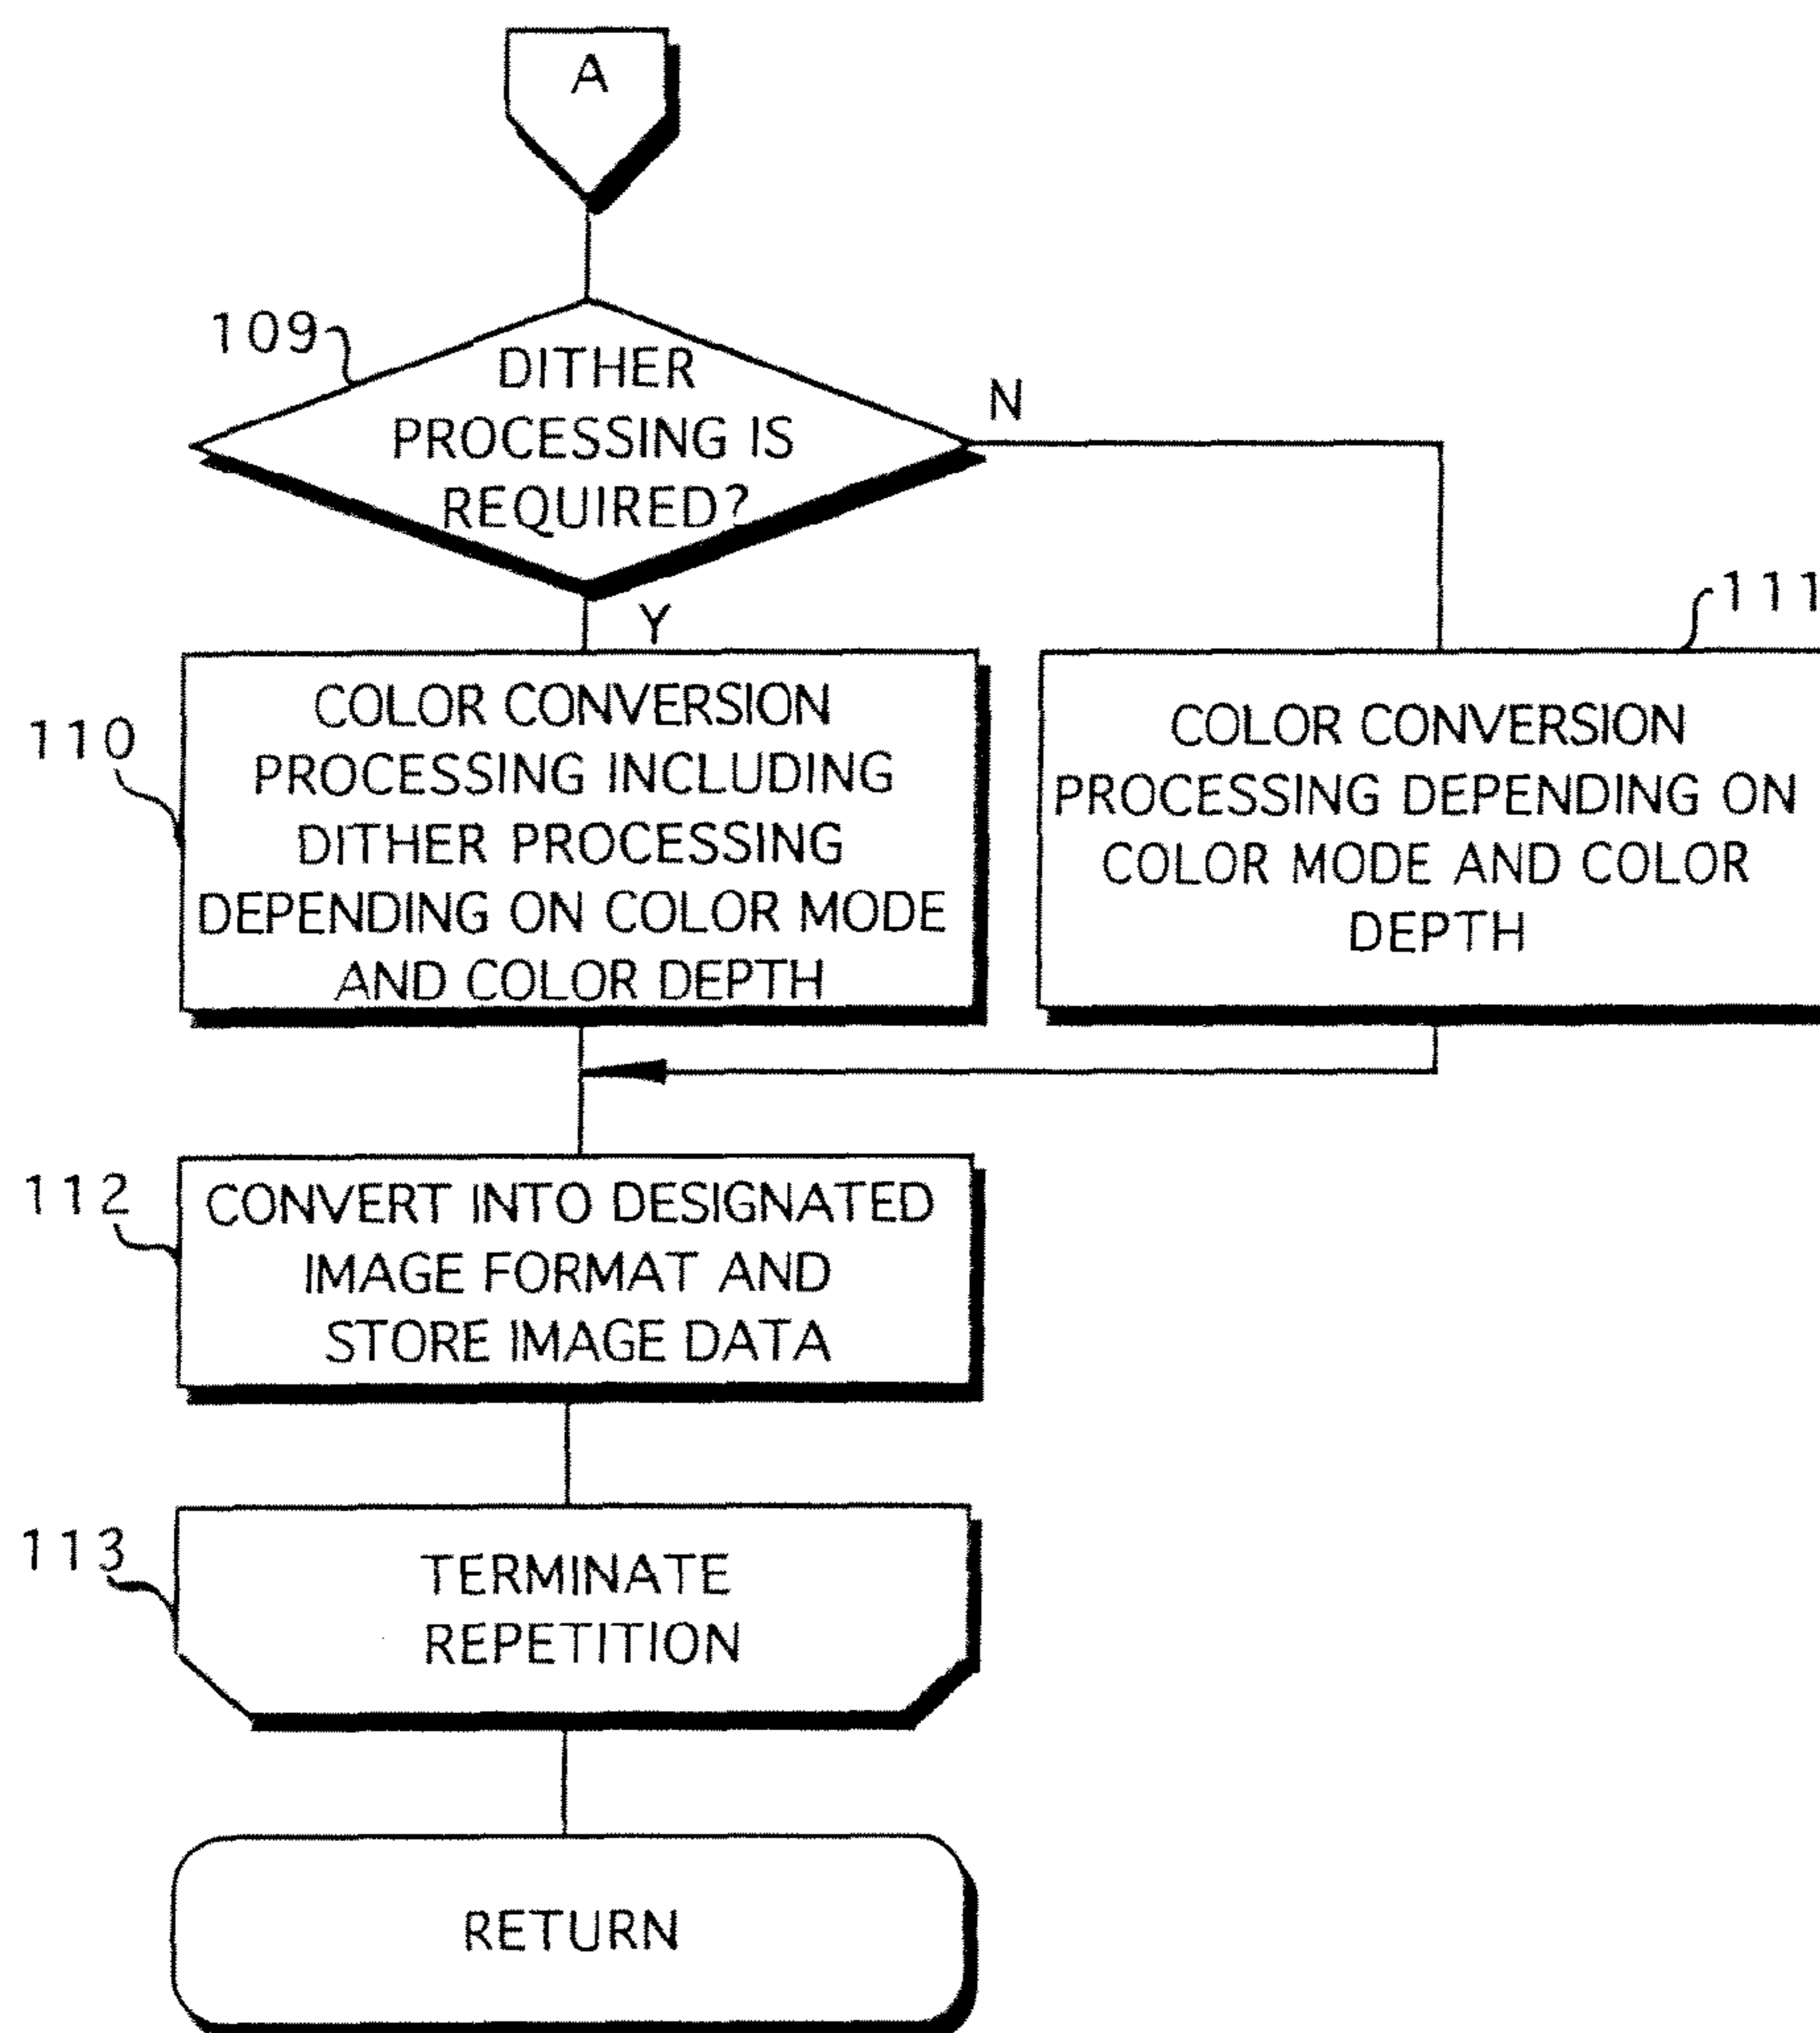 A
109
DITHER
PROCESSING IS
REQUIRED?
N
Y
111
110
COLOR CONVERSION
PROCESSING INCLUDING
DITHER PROCESSING
DEPENDING ON COLOR MODE
AND COLOR DEPTH
COLOR CONVERSION
PROCESSING DEPENDING ON
COLOR MODE AND COLOR
DEPTH
112
CONVERT INTO DESIGNATED
IMAGE FORMAT AND
STORE IMAGE DATA
113
TERMINATE
REPETITION
RETURN